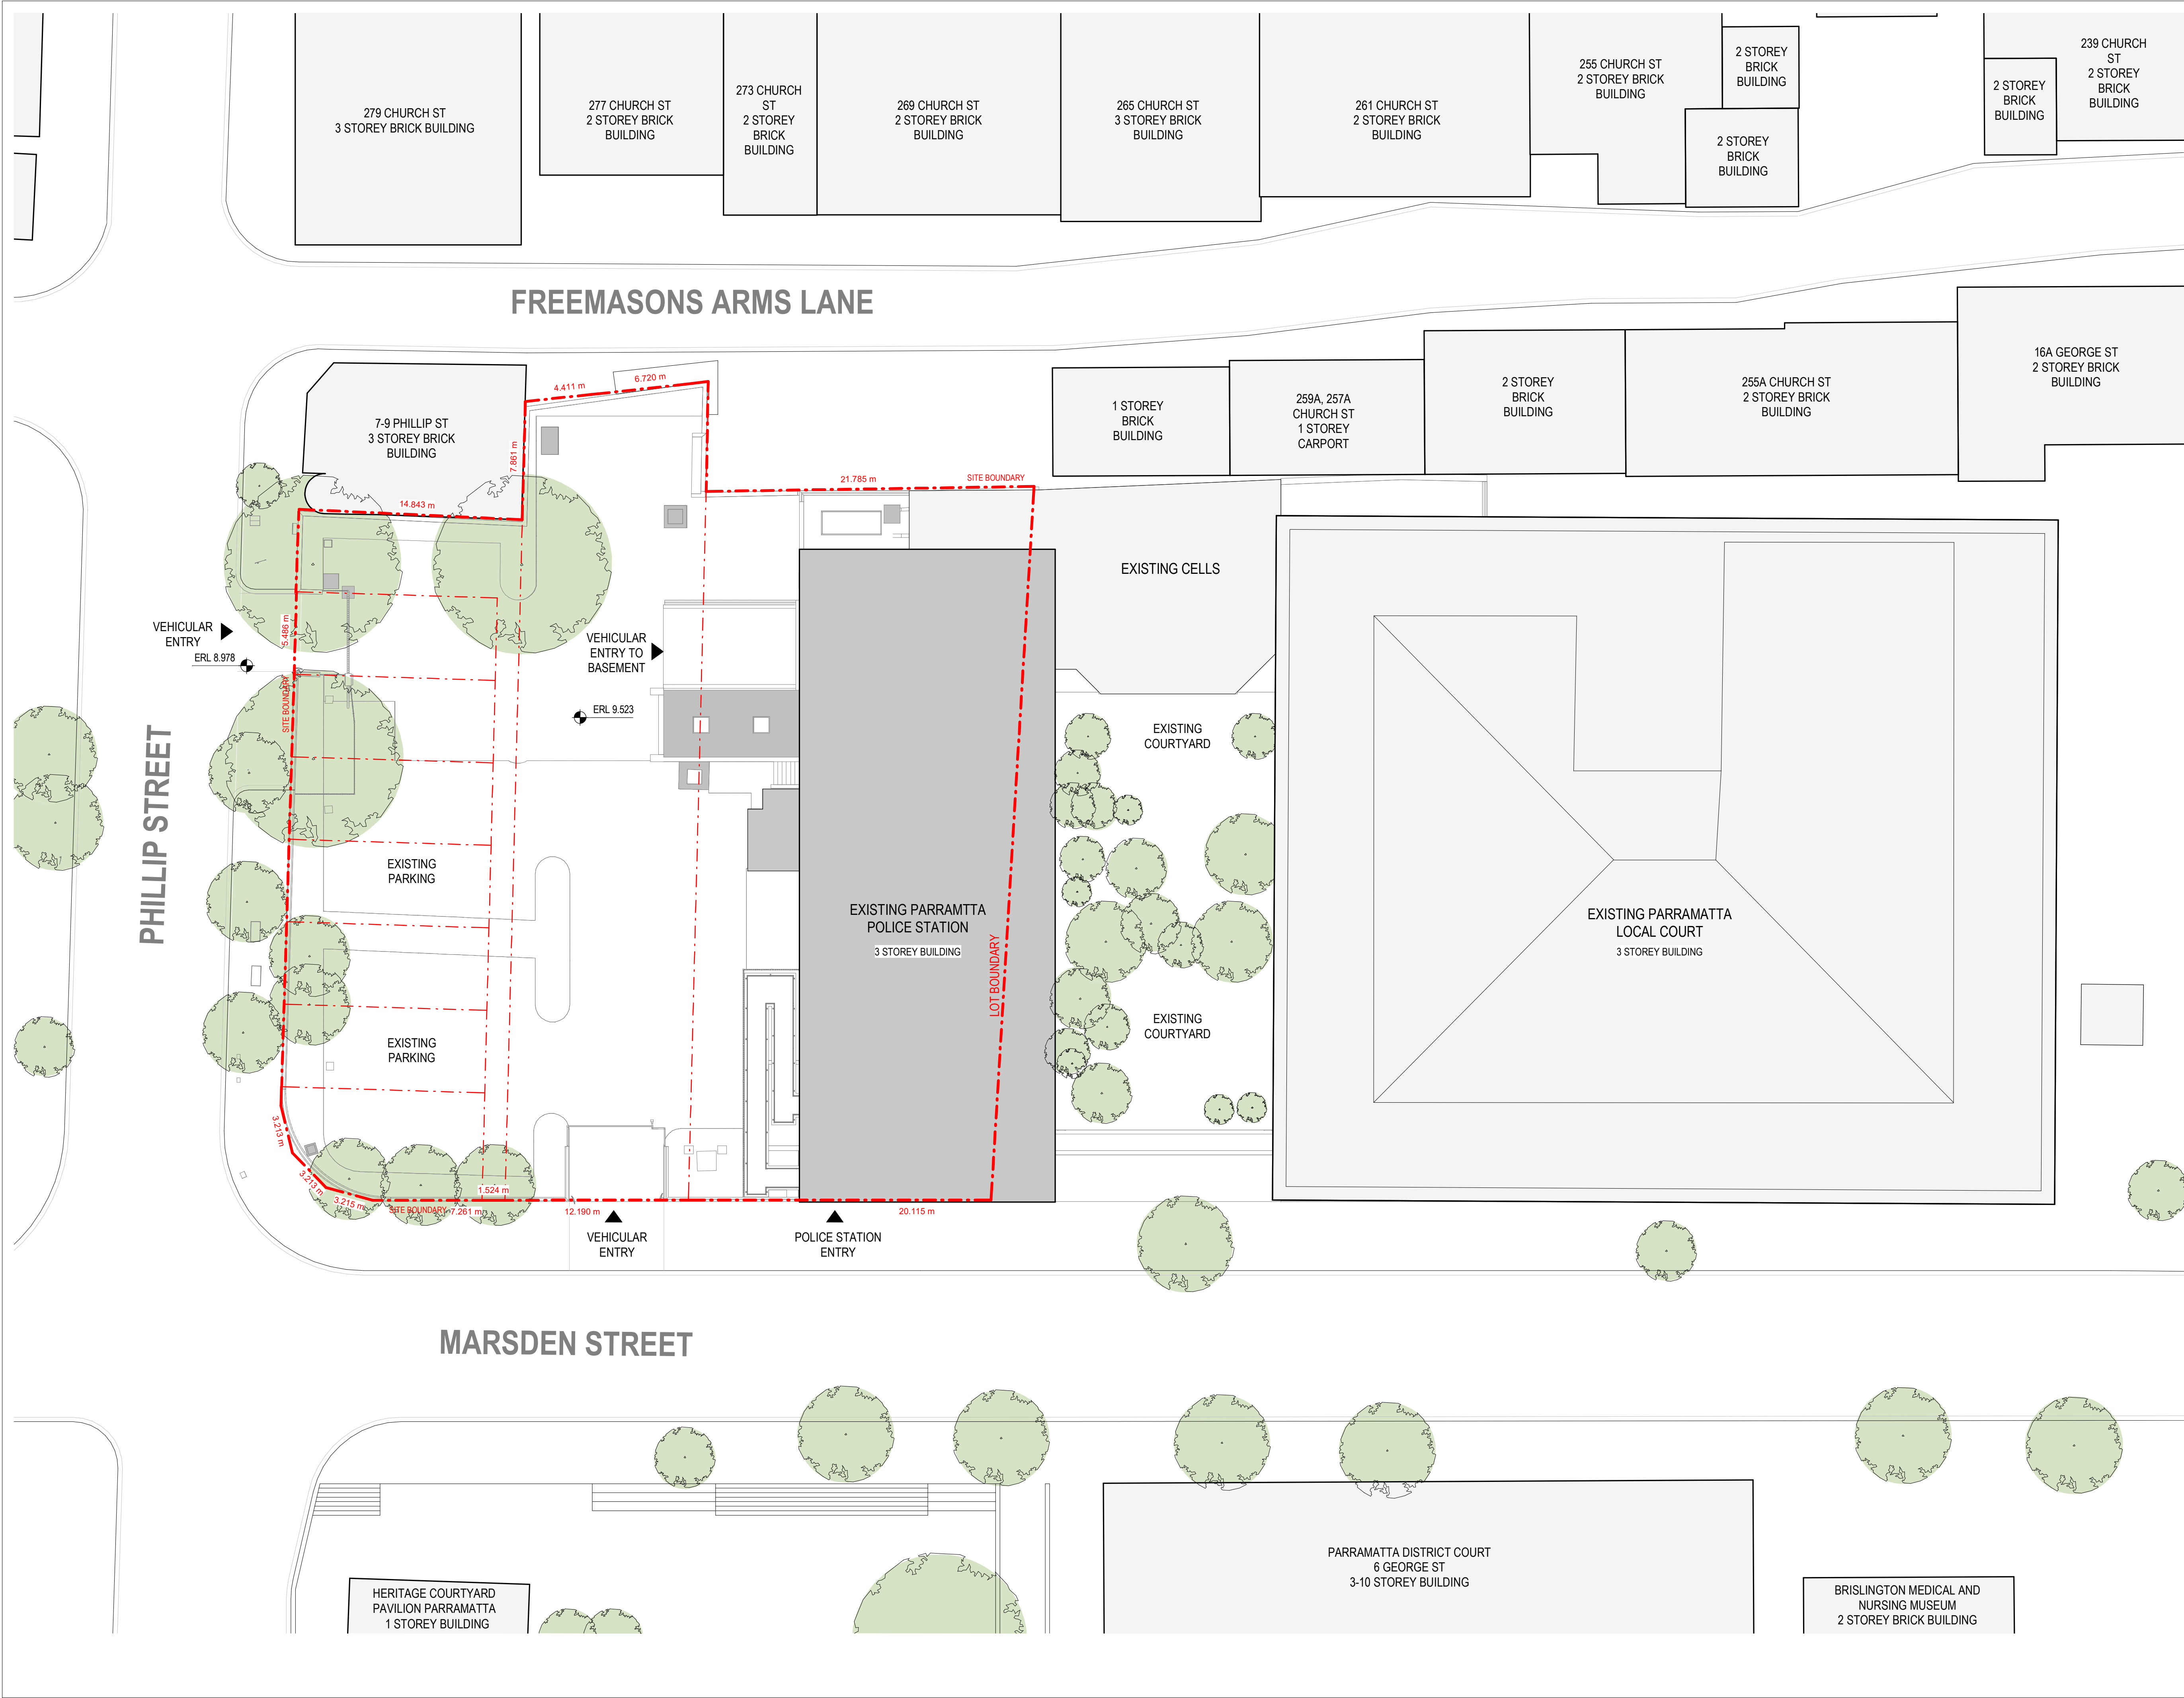 279 CHURCH ST
3 STOREY BRICK BUILDING
277 CHURCH ST
2 STOREY BRICK
BUILDING
273 CHURCH
ST
2 STOREY
BRICK
BUILDING
269 CHURCH ST
2 STOREY BRICK
BUILDING
265 CHURCH ST
3 STOREY BRICK
BUILDING
261 CHURCH ST
2 STOREY BRICK
BUILDING
255 CHURCH ST
2 STOREY BRICK
BUILDING
2 STOREY
BRICK
BUILDING
2 STOREY
BRICK
BUILDING
2 STOREY
BRICK
BUILDING
239 CHURCH
ST
2 STOREY
BRICK
BUILDING
FREEMASONS ARMS LANE
7-9 PHILLIP ST
3 STOREY BRICK
BUILDING
4.411 m
6.720 m
7.861 m
14.843 m
21.785 m
SITE BOUNDARY
1 STOREY
BRICK
BUILDING
259A, 257A
CHURCH ST
1 STOREY
CARPORT
2 STOREY
BRICK
BUILDING
255A CHURCH ST
2 STOREY BRICK
BUILDING
16A GEORGE ST
2 STOREY BRICK
BUILDING
EXISTING CELLS
VEHICULAR
ENTRY
ERL 8.978
5.486 m
SITE BOUNDARY
VEHICULAR
ENTRY TO
BASEMENT
ERL 9.523
EXISTING
COURTYARD
PHILLIP STREET
EXISTING
PARKING
EXISTING PARRAMTTA
POLICE STATION
3 STOREY BUILDING
LOT BOUNDARY
EXISTING PARRAMATTA
LOCAL COURT
3 STOREY BUILDING
EXISTING
PARKING
EXISTING
COURTYARD
3.213 m
3.213 m
3.215 m
SITE BOUNDARY
7.261 m
1.524 m
12.190 m
20.115 m
VEHICULAR
ENTRY
POLICE STATION
ENTRY
MARSDEN STREET
HERITAGE COURTYARD
PAVILION PARRAMATTA
1 STOREY BUILDING
PARRAMATTA DISTRICT COURT
6 GEORGE ST
3-10 STOREY BUILDING
BRISLINGTON MEDICAL AND
NURSING MUSEUM
2 STOREY BRICK BUILDING